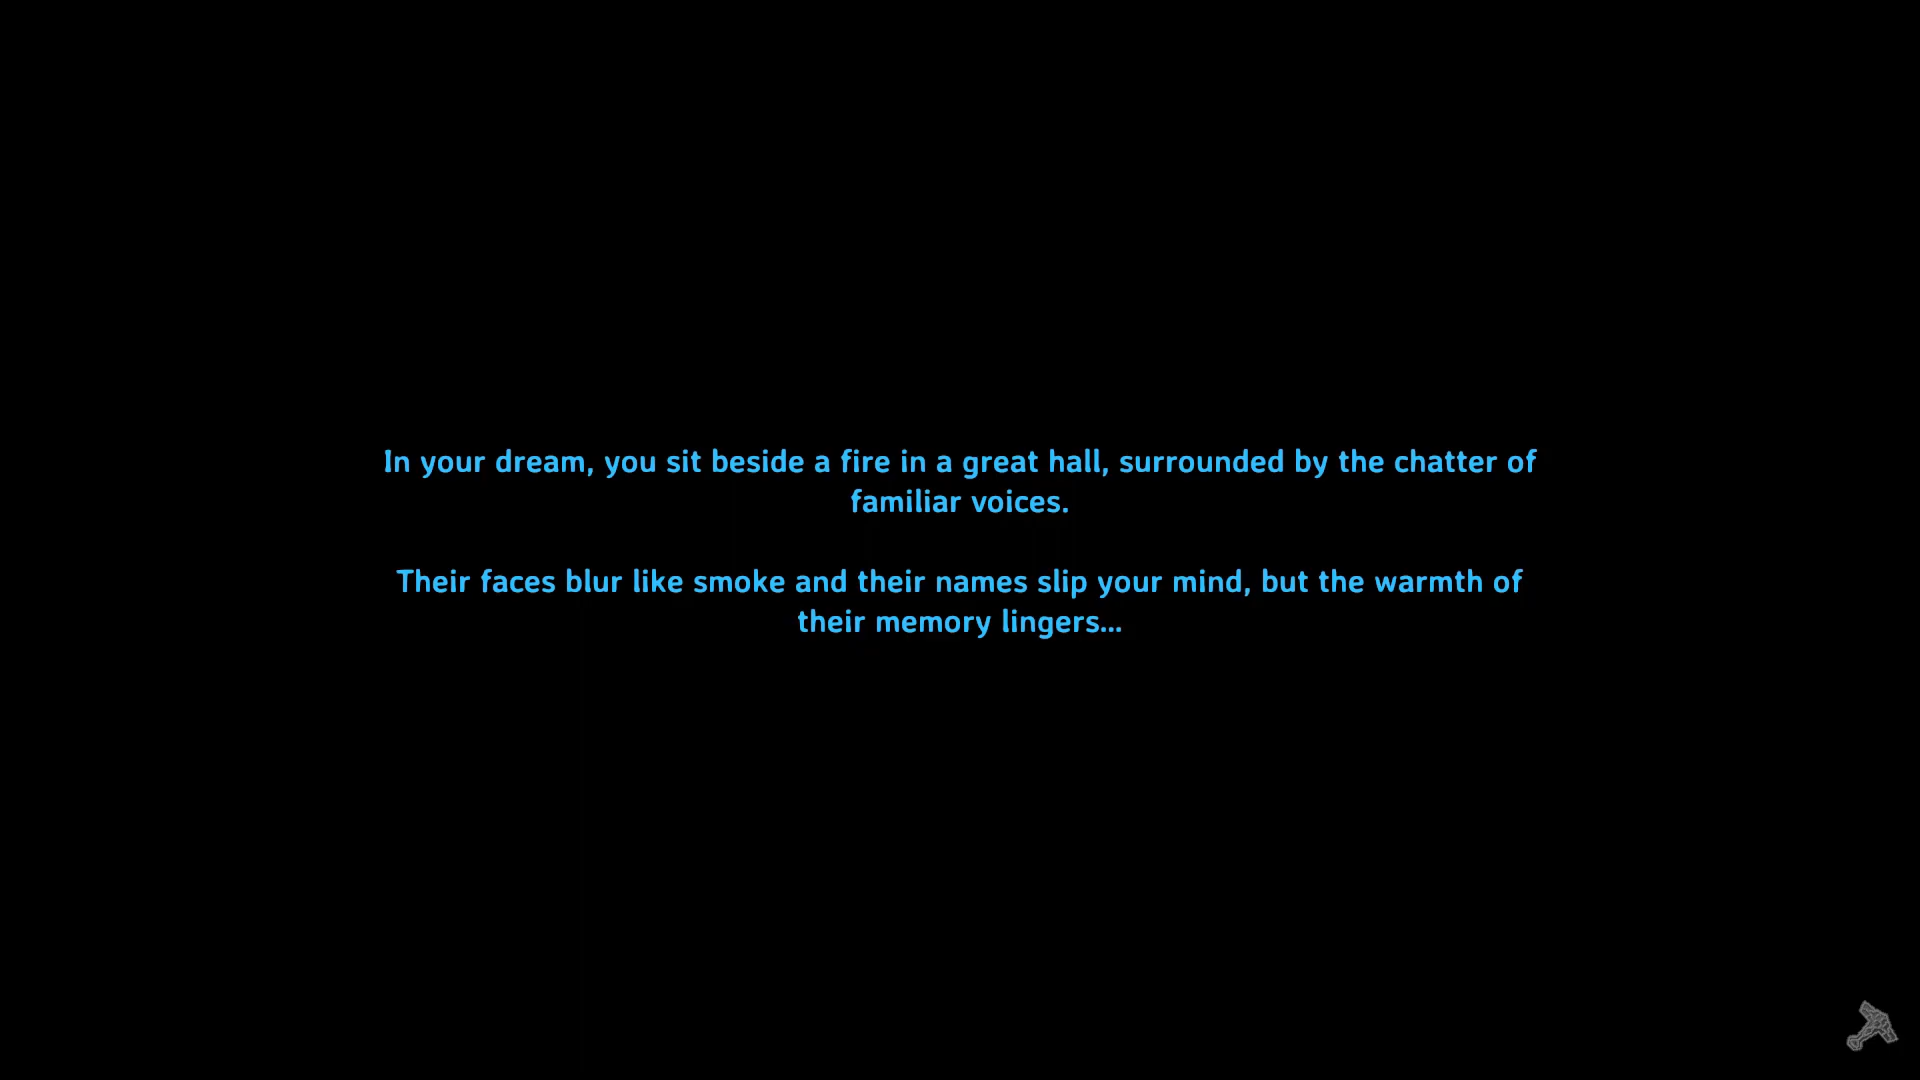 In your dream, you sit beside a fire in a great hall, surrounded by the chatter of
familiar voices.
Their faces blur like smoke and their names slip your mind, but the warmth of
their memory lingers...